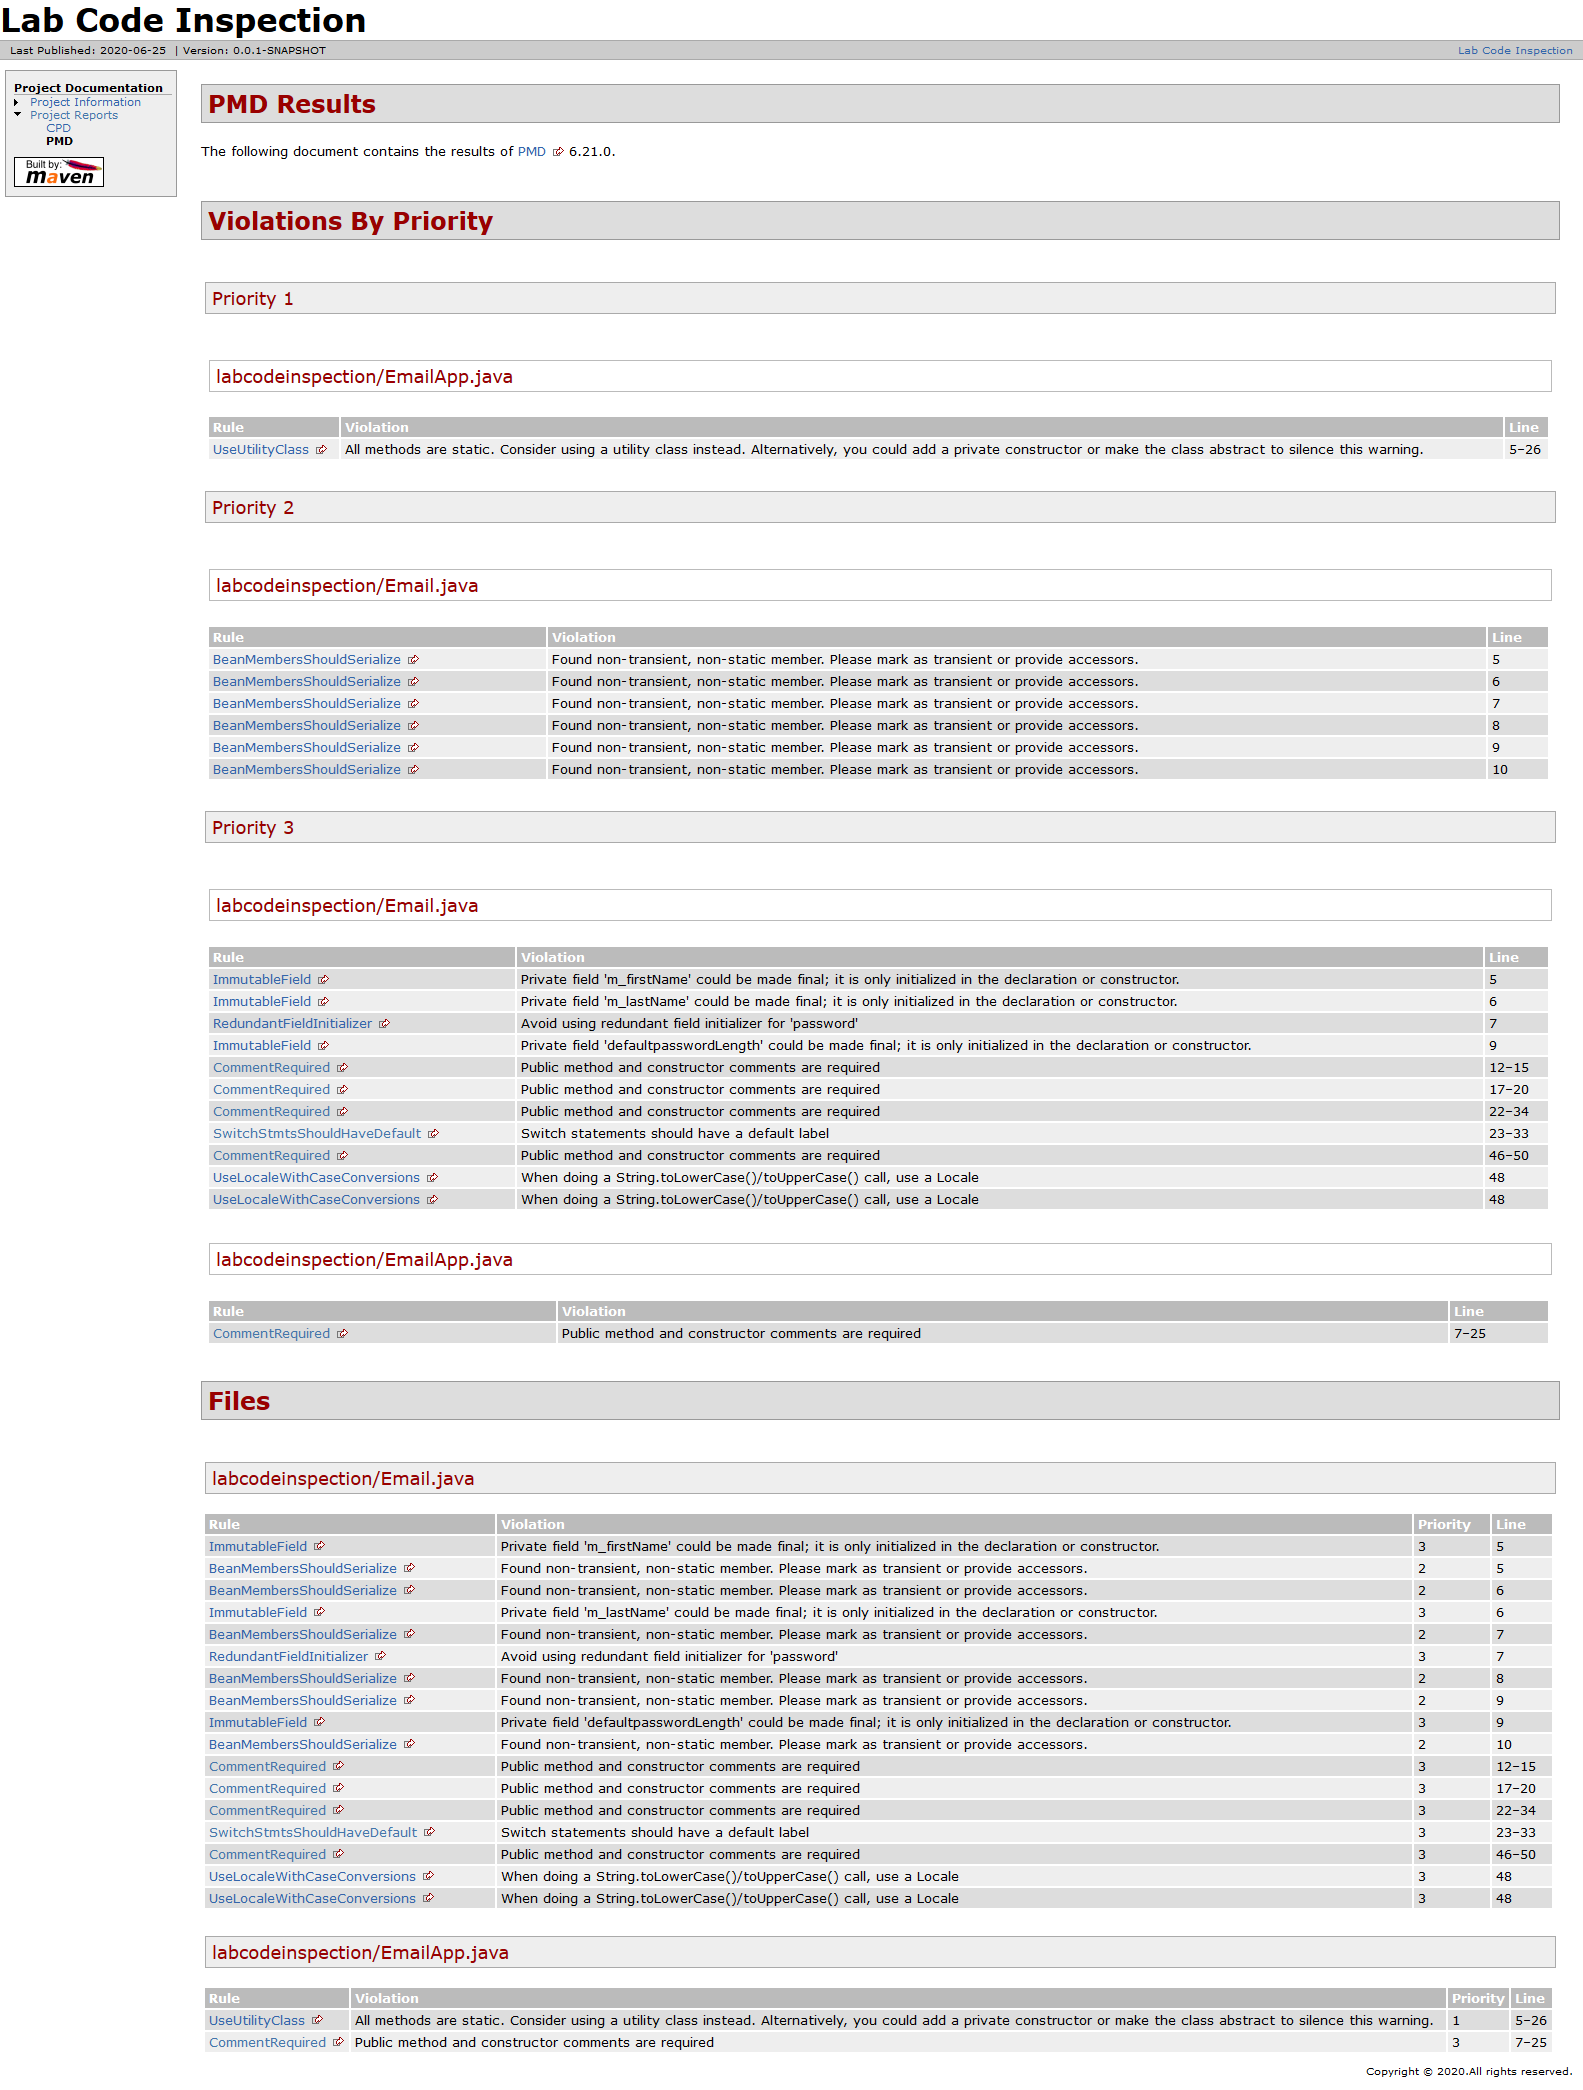 Lab Code Inspection
Last Published: 2020-06-25 | Version: 0.0.1-SNAPSHOT Lab Code Inspection
Project Documentation
Project Information
Project Reports
CPD
PMD
Built by:
maven
PMD Results
The following document contains the results of PMD 6.21.0.
Violations By Priority
Priority 1
labcodeinspection/EmailApp.java
Rule Violation Line
UseUtilityClass All methods are static. Consider using a utility class instead. Alternatively, you could add a private constructor or make the class abstract to silence this warning. 5–26
Priority 2
labcodeinspection/Email.java
Rule Violation Line
BeanMembersShouldSerialize Found non-transient, non-static member. Please mark as transient or provide accessors. 5
BeanMembersShouldSerialize Found non-transient, non-static member. Please mark as transient or provide accessors. 6
BeanMembersShouldSerialize Found non-transient, non-static member. Please mark as transient or provide accessors. 7
BeanMembersShouldSerialize Found non-transient, non-static member. Please mark as transient or provide accessors. 8
BeanMembersShouldSerialize Found non-transient, non-static member. Please mark as transient or provide accessors. 9
BeanMembersShouldSerialize Found non-transient, non-static member. Please mark as transient or provide accessors. 10
Priority 3
labcodeinspection/Email.java
Rule Violation Line
ImmutableField Private field 'm_firstName' could be made final; it is only initialized in the declaration or constructor. 5
ImmutableField Private field 'm_lastName' could be made final; it is only initialized in the declaration or constructor. 6
RedundantFieldInitializer Avoid using redundant field initializer for 'password' 7
ImmutableField Private field 'defaultpasswordLength' could be made final; it is only initialized in the declaration or constructor. 9
CommentRequired Public method and constructor comments are required 12–15
CommentRequired Public method and constructor comments are required 17–20
CommentRequired Public method and constructor comments are required 22–34
SwitchStmtsShouldHaveDefault Switch statements should have a default label 23–33
CommentRequired Public method and constructor comments are required 46–50
UseLocaleWithCaseConversions When doing a String.toLowerCase()/toUpperCase() call, use a Locale 48
UseLocaleWithCaseConversions When doing a String.toLowerCase()/toUpperCase() call, use a Locale 48
labcodeinspection/EmailApp.java
Rule Violation Line
CommentRequired Public method and constructor comments are required 7–25
Files
labcodeinspection/Email.java
Rule Violation Priority Line
ImmutableField Private field 'm_firstName' could be made final; it is only initialized in the declaration or constructor. 3 5
BeanMembersShouldSerialize Found non-transient, non-static member. Please mark as transient or provide accessors. 2 5
BeanMembersShouldSerialize Found non-transient, non-static member. Please mark as transient or provide accessors. 2 6
ImmutableField Private field 'm_lastName' could be made final; it is only initialized in the declaration or constructor. 3 6
BeanMembersShouldSerialize Found non-transient, non-static member. Please mark as transient or provide accessors. 2 7
RedundantFieldInitializer Avoid using redundant field initializer for 'password' 3 7
BeanMembersShouldSerialize Found non-transient, non-static member. Please mark as transient or provide accessors. 2 8
BeanMembersShouldSerialize Found non-transient, non-static member. Please mark as transient or provide accessors. 2 9
ImmutableField Private field 'defaultpasswordLength' could be made final; it is only initialized in the declaration or constructor. 3 9
BeanMembersShouldSerialize Found non-transient, non-static member. Please mark as transient or provide accessors. 2 10
CommentRequired Public method and constructor comments are required 3 12–15
CommentRequired Public method and constructor comments are required 3 17–20
CommentRequired Public method and constructor comments are required 3 22–34
SwitchStmtsShouldHaveDefault Switch statements should have a default label 3 23–33
CommentRequired Public method and constructor comments are required 3 46–50
UseLocaleWithCaseConversions When doing a String.toLowerCase()/toUpperCase() call, use a Locale 3 48
UseLocaleWithCaseConversions When doing a String.toLowerCase()/toUpperCase() call, use a Locale 3 48
labcodeinspection/EmailApp.java
Rule Violation Priority Line
UseUtilityClass All methods are static. Consider using a utility class instead. Alternatively, you could add a private constructor or make the class abstract to silence this warning. 1 5–26
CommentRequired Public method and constructor comments are required 3 7–25
Copyright © 2020.All rights reserved.